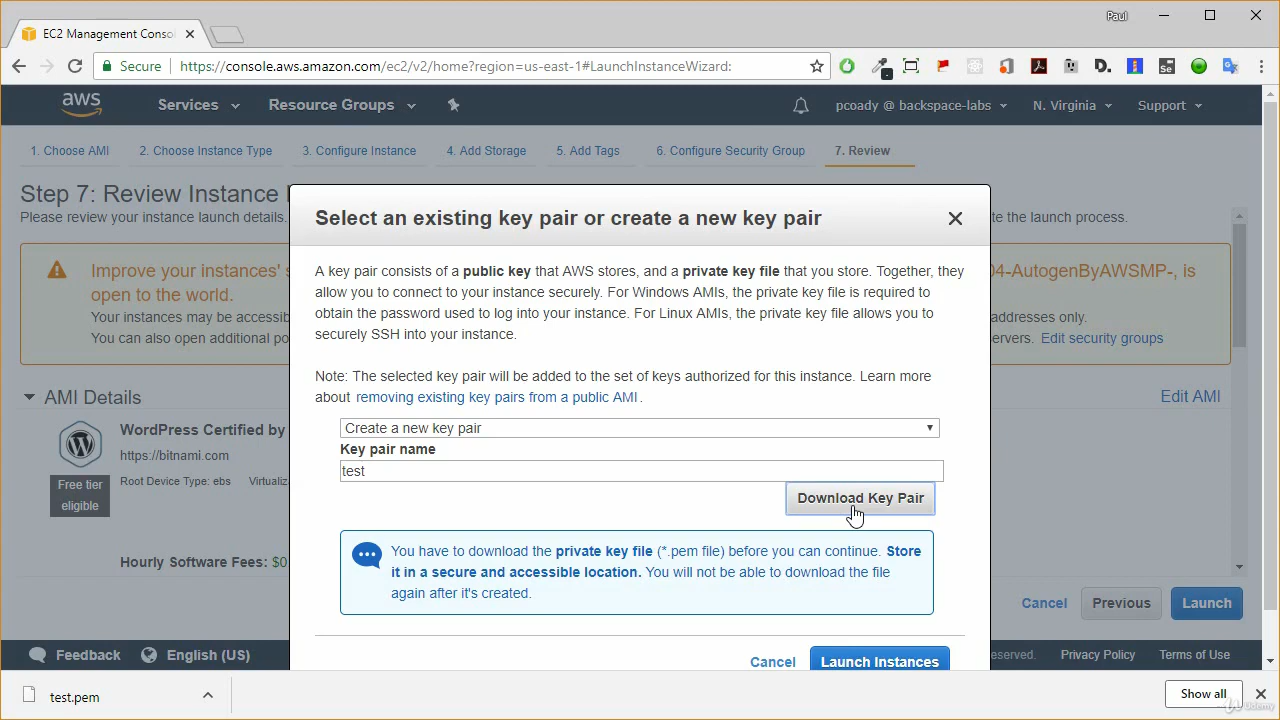 Paul
EC2 Management Conso
Secure https://console.aws.amazon.com/ec2/v2/home?region=us-east-1#LaunchInstanceWizard:
aws Services Resource Groups pcoady @ backspace-labs N. Virginia Support
1. Choose AMI 2. Choose Instance Type 3. Configure Instance 4. Add Storage 5. Add Tags 6. Configure Security Group 7. Review
Step 7: Review Instance
Please review your instance launch details. te the launch process.
Improve your instances' s 04-AutogenByAWSMP-, is
open to the world.
Your instances may be accessib ddresses only.
You can also open additional po ervers. Edit security groups
AMI Details Edit AMI
WordPress Certified by
https://bitnami.com
Free tier
eligible
Root Device Type: ebs Virtualiz
Hourly Software Fees: $0
Cancel Previous Launch
Select an existing key pair or create a new key pair
A key pair consists of a public key that AWS stores, and a private key file that you store. Together, they
allow you to connect to your instance securely. For Windows AMIs, the private key file is required to
obtain the password used to log into your instance. For Linux AMIs, the private key file allows you to
securely SSH into your instance.
Note: The selected key pair will be added to the set of keys authorized for this instance. Learn more
about removing existing key pairs from a public AMI .
Create a new key pair
Key pair name
test
Download Key Pair
You have to download the private key file (*.pem file) before you can continue. Store
it in a secure and accessible location. You will not be able to download the file
again after it's created.
Cancel Launch Instances
Feedback English (US) eserved. Privacy Policy Terms of Use
test.pem Show all
Udemy